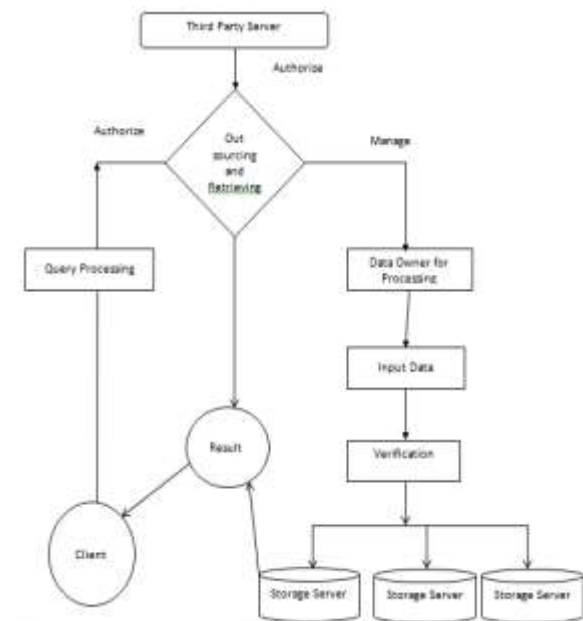 Third Party Server
Authorize
Authorize
Out
sourcing
and
Retrieving
Manage
Query Processing
Data Owner for
Processing
Input Data
Result
Verification
Client
Storage Server
Storage Server
Storage Server